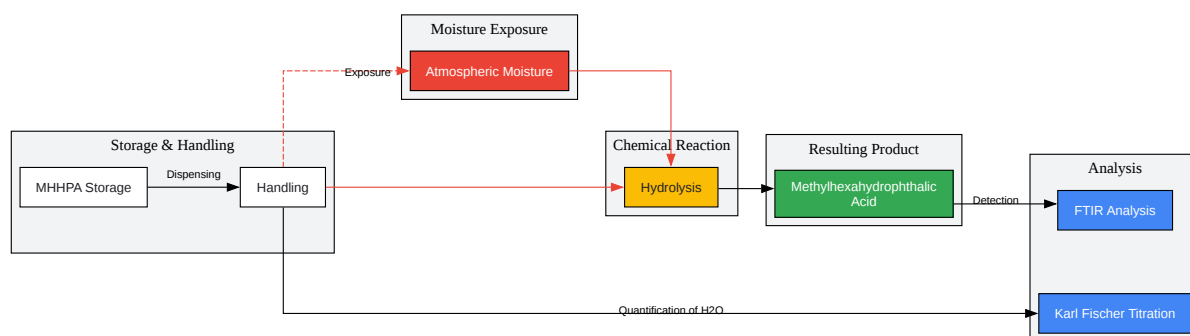 Moisture Exposure
Atmospheric Moisture
Exposure
Storage & Handling
MHHPA Storage
Dispensing
Handling
Chemical Reaction
Hydrolysis
Resulting Product
Methylhexahydrophthalic
Acid
Detection
Analysis
FTIR Analysis
Quantification of H2O
Karl Fischer Titration